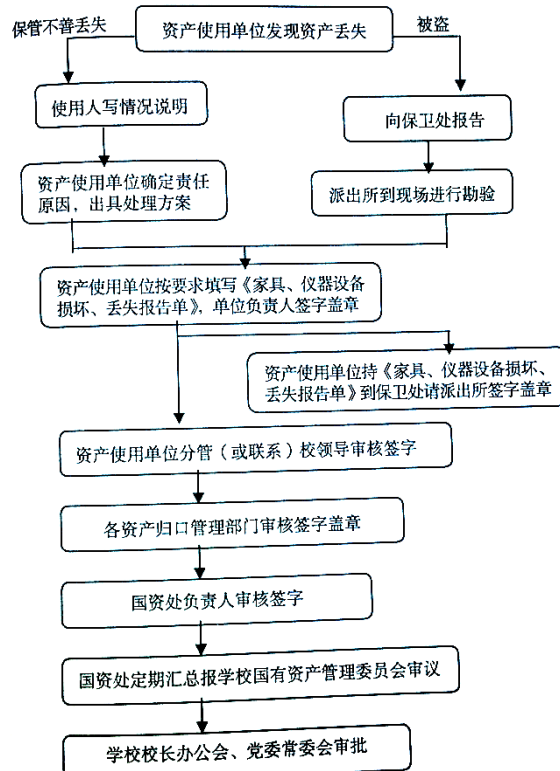 保管不善丢失
资产使用单位发现资产丢失
被盗
使用人写情况说明
向保卫处报告
资产使用单位确定责任
原因，出具处理方案
派出所到现场进行勘验
资产使用单位按要求填写《家具、仪器设备
损坏、丢失报告单》，单位负责人签字盖章
资产使用单位持《家具、仪器设备损坏、
丢失报告单》到保卫处请派出所签字盖章
资产使用单位分管（或联系）校领导审核签字
各资产归口管理部门审核签字盖章
国资处负责人审核签字
国资处定期汇总报学校国有资产管理委员会审议
学校校长办公会、党委常委会审批